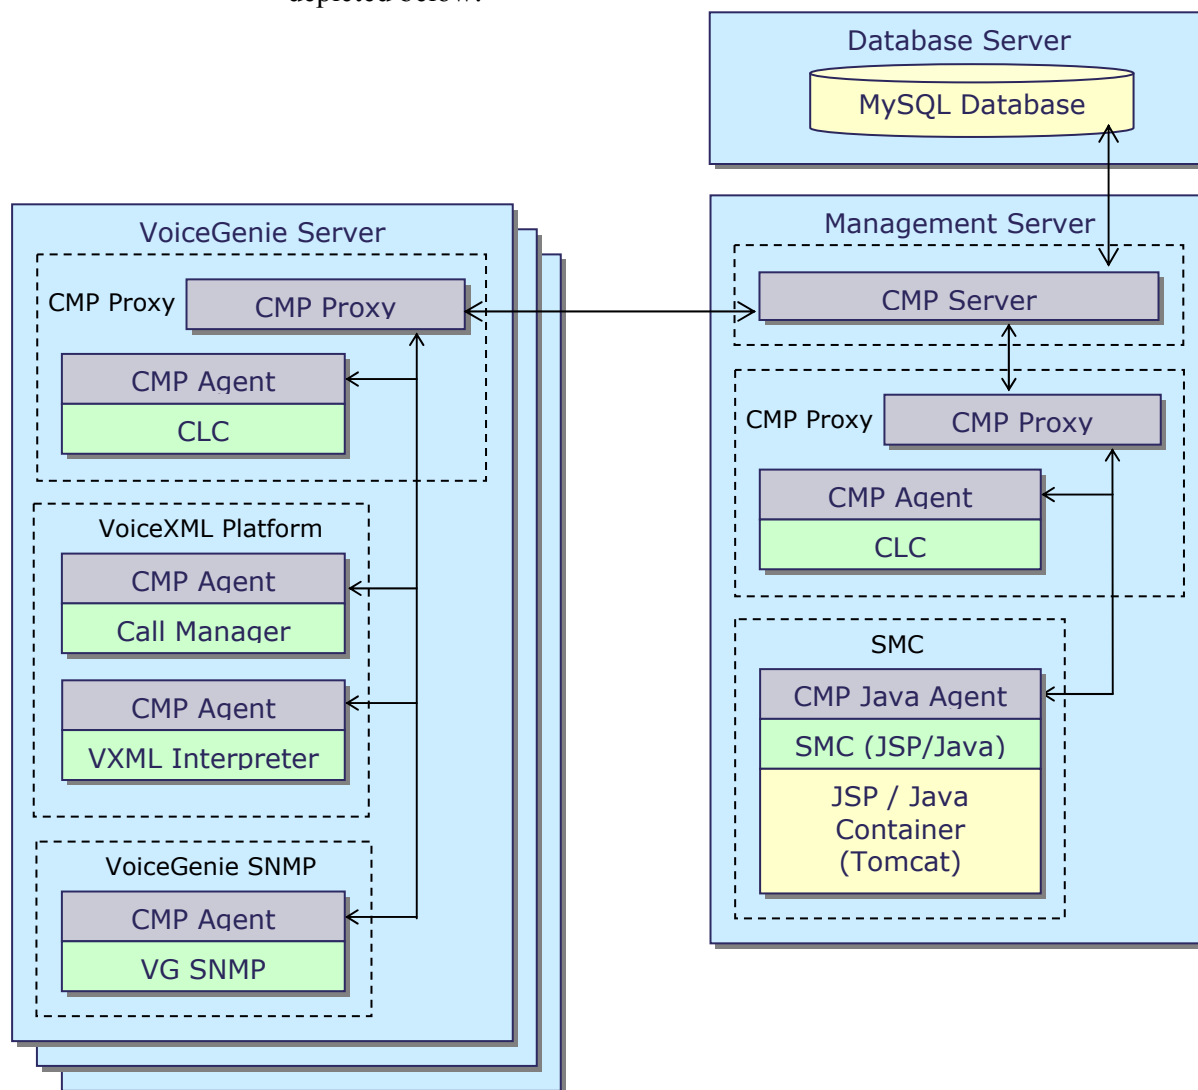 depicted below.
Database Server
MySQL Database
VoiceGenie Server
CMP Proxy
CMP Proxy
CMP Agent
CLC
VoiceXML Platform
CMP Agent
Call Manager
CMP Agent
VXML Interpreter
VoiceGenie SNMP
CMP Agent
VG SNMP
Management Server
CMP Server
CMP Proxy
CMP Proxy
CMP Agent
CLC
SMC
CMP Java Agent
SMC (JSP/Java)
JSP / Java
Container
(Tomcat)